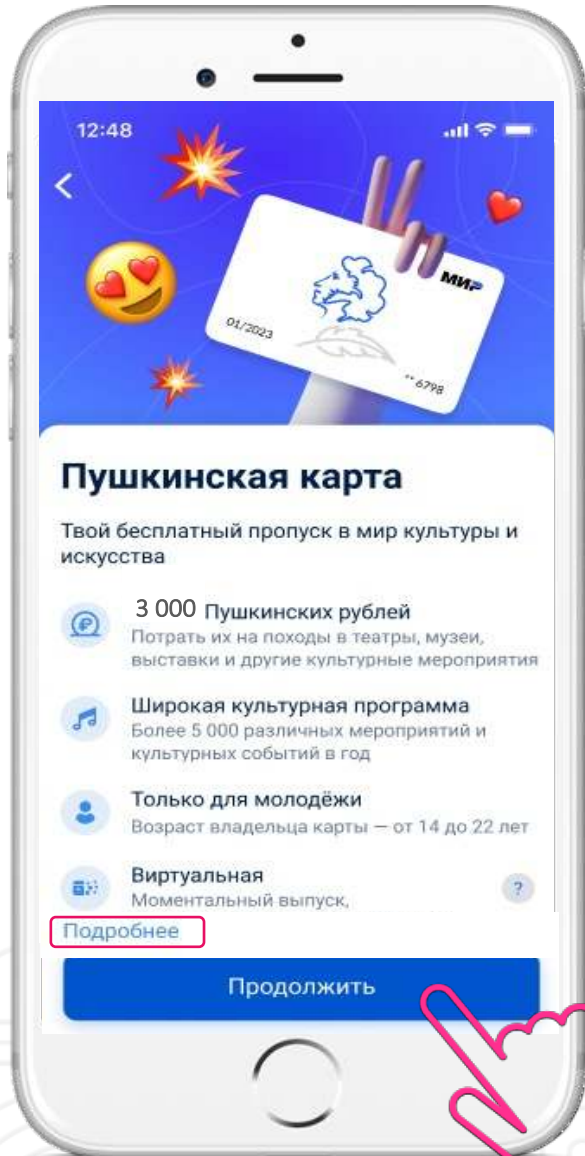 12:48
МИР
01/2023
·· 6798
Пушкинская карта
Твой бесплатный пропуск в мир культуры и
искусства
3 000 Пушкинских рублей
Потрать их на походы в театры, музеи,
выставки и другие культурные мероприятия
Широкая культурная программа
Более 5 000 различных мероприятий и
культурных событий в год
Только для молодёжи
Возраст владельца карты — от 14 до 22 лет
Виртуальная
?
Моментальный выпуск,
Подробнее
Продолжить